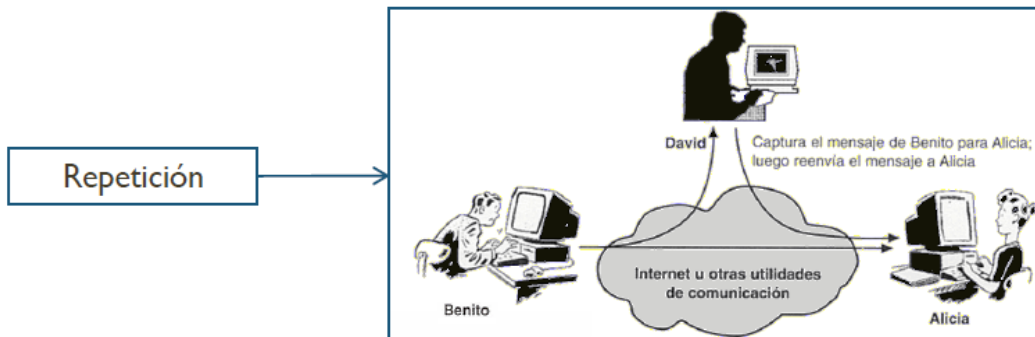 Repetición
David
Captura el mensaje de Benito para Alicia;
luego reenvía el mensaje a Alicia
Internet u otras utilidades
de comunicación
Benito
Alicia